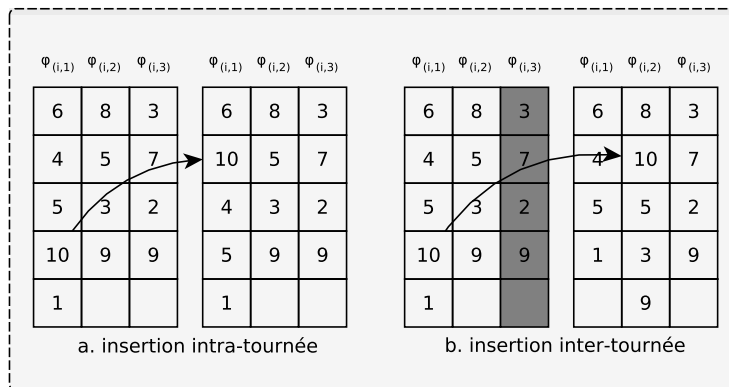 φ(i,1) φ(i,2) φ(i,3) φ(i,1) φ(i,2) φ(i,3) φ(i,1) φ(i,2) φ(i,3) φ(i,1) φ(i,2) φ(i,3)
6 8 3 6 8 3 6 8 3 6 8 3
4 5 7 10 5 7 4 5 7 4 10 7
5 3 2 4 3 2 5 3 2 5 5 2
10 9 9 5 9 9 10 9 9 1 3 9
1 1 1 9
a. insertion intra-tournée b. insertion inter-tournée